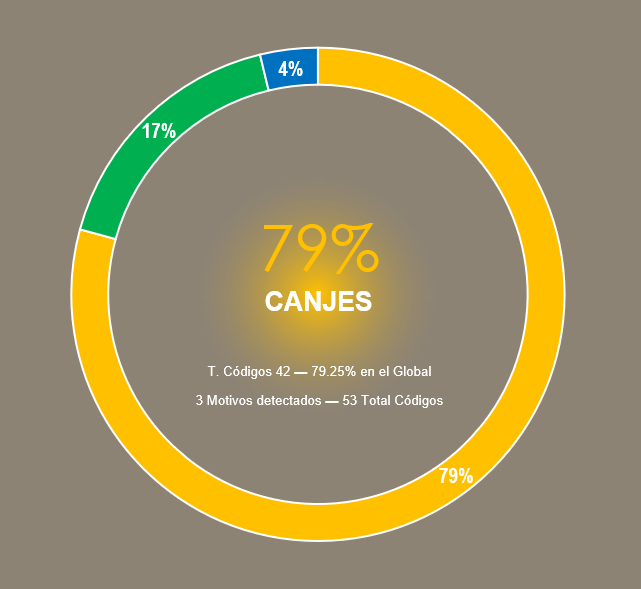 4%
17%
79%
CANJES
T. Códigos 42 — 79.25% en el Global
3 Motivos detectados — 53 Total Códigos
79%